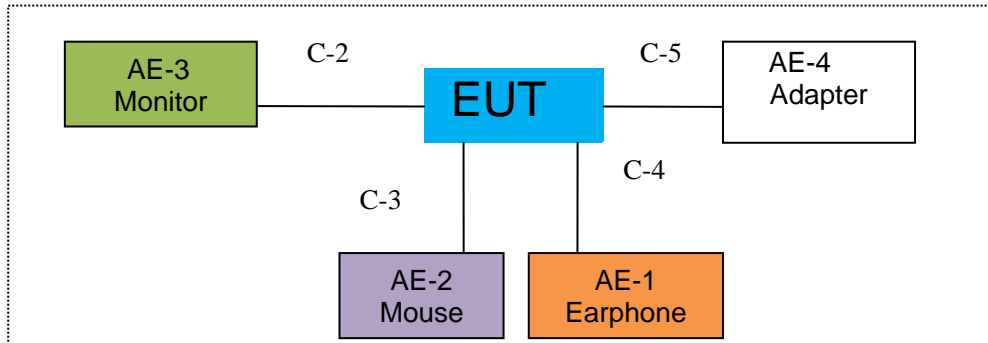 AE-3
Monitor
C-2
EUT
C-5
AE-4
Adapter
C-3
C-4
AE-2
Mouse
AE-1
Earphone